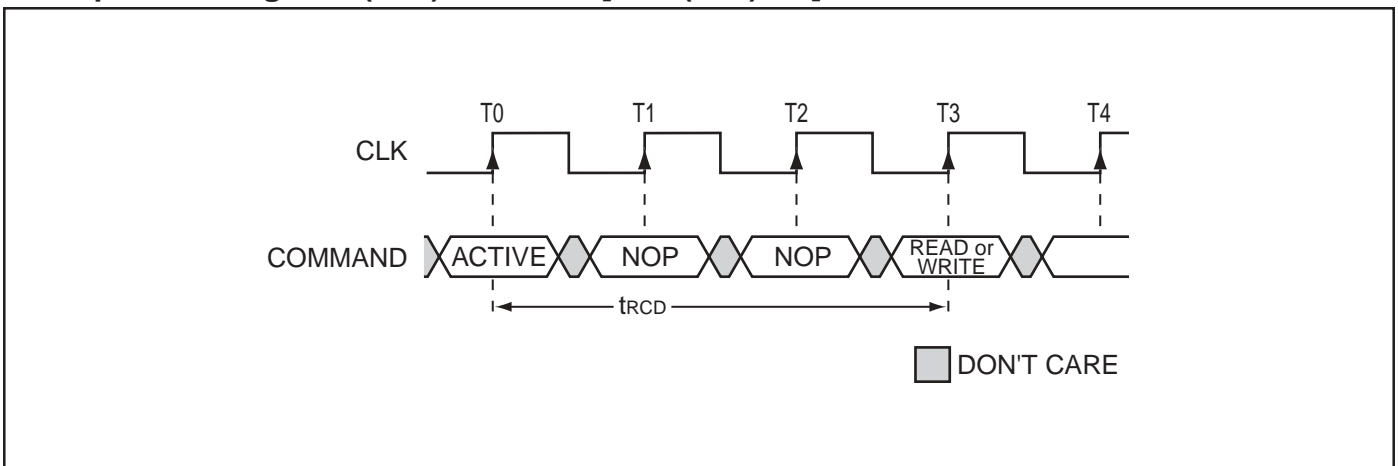 T0 T1 T2 T3 T4
CLK
COMMAND ACTIVE NOP NOP READ or
WRITE
tRCD
DON'T CARE